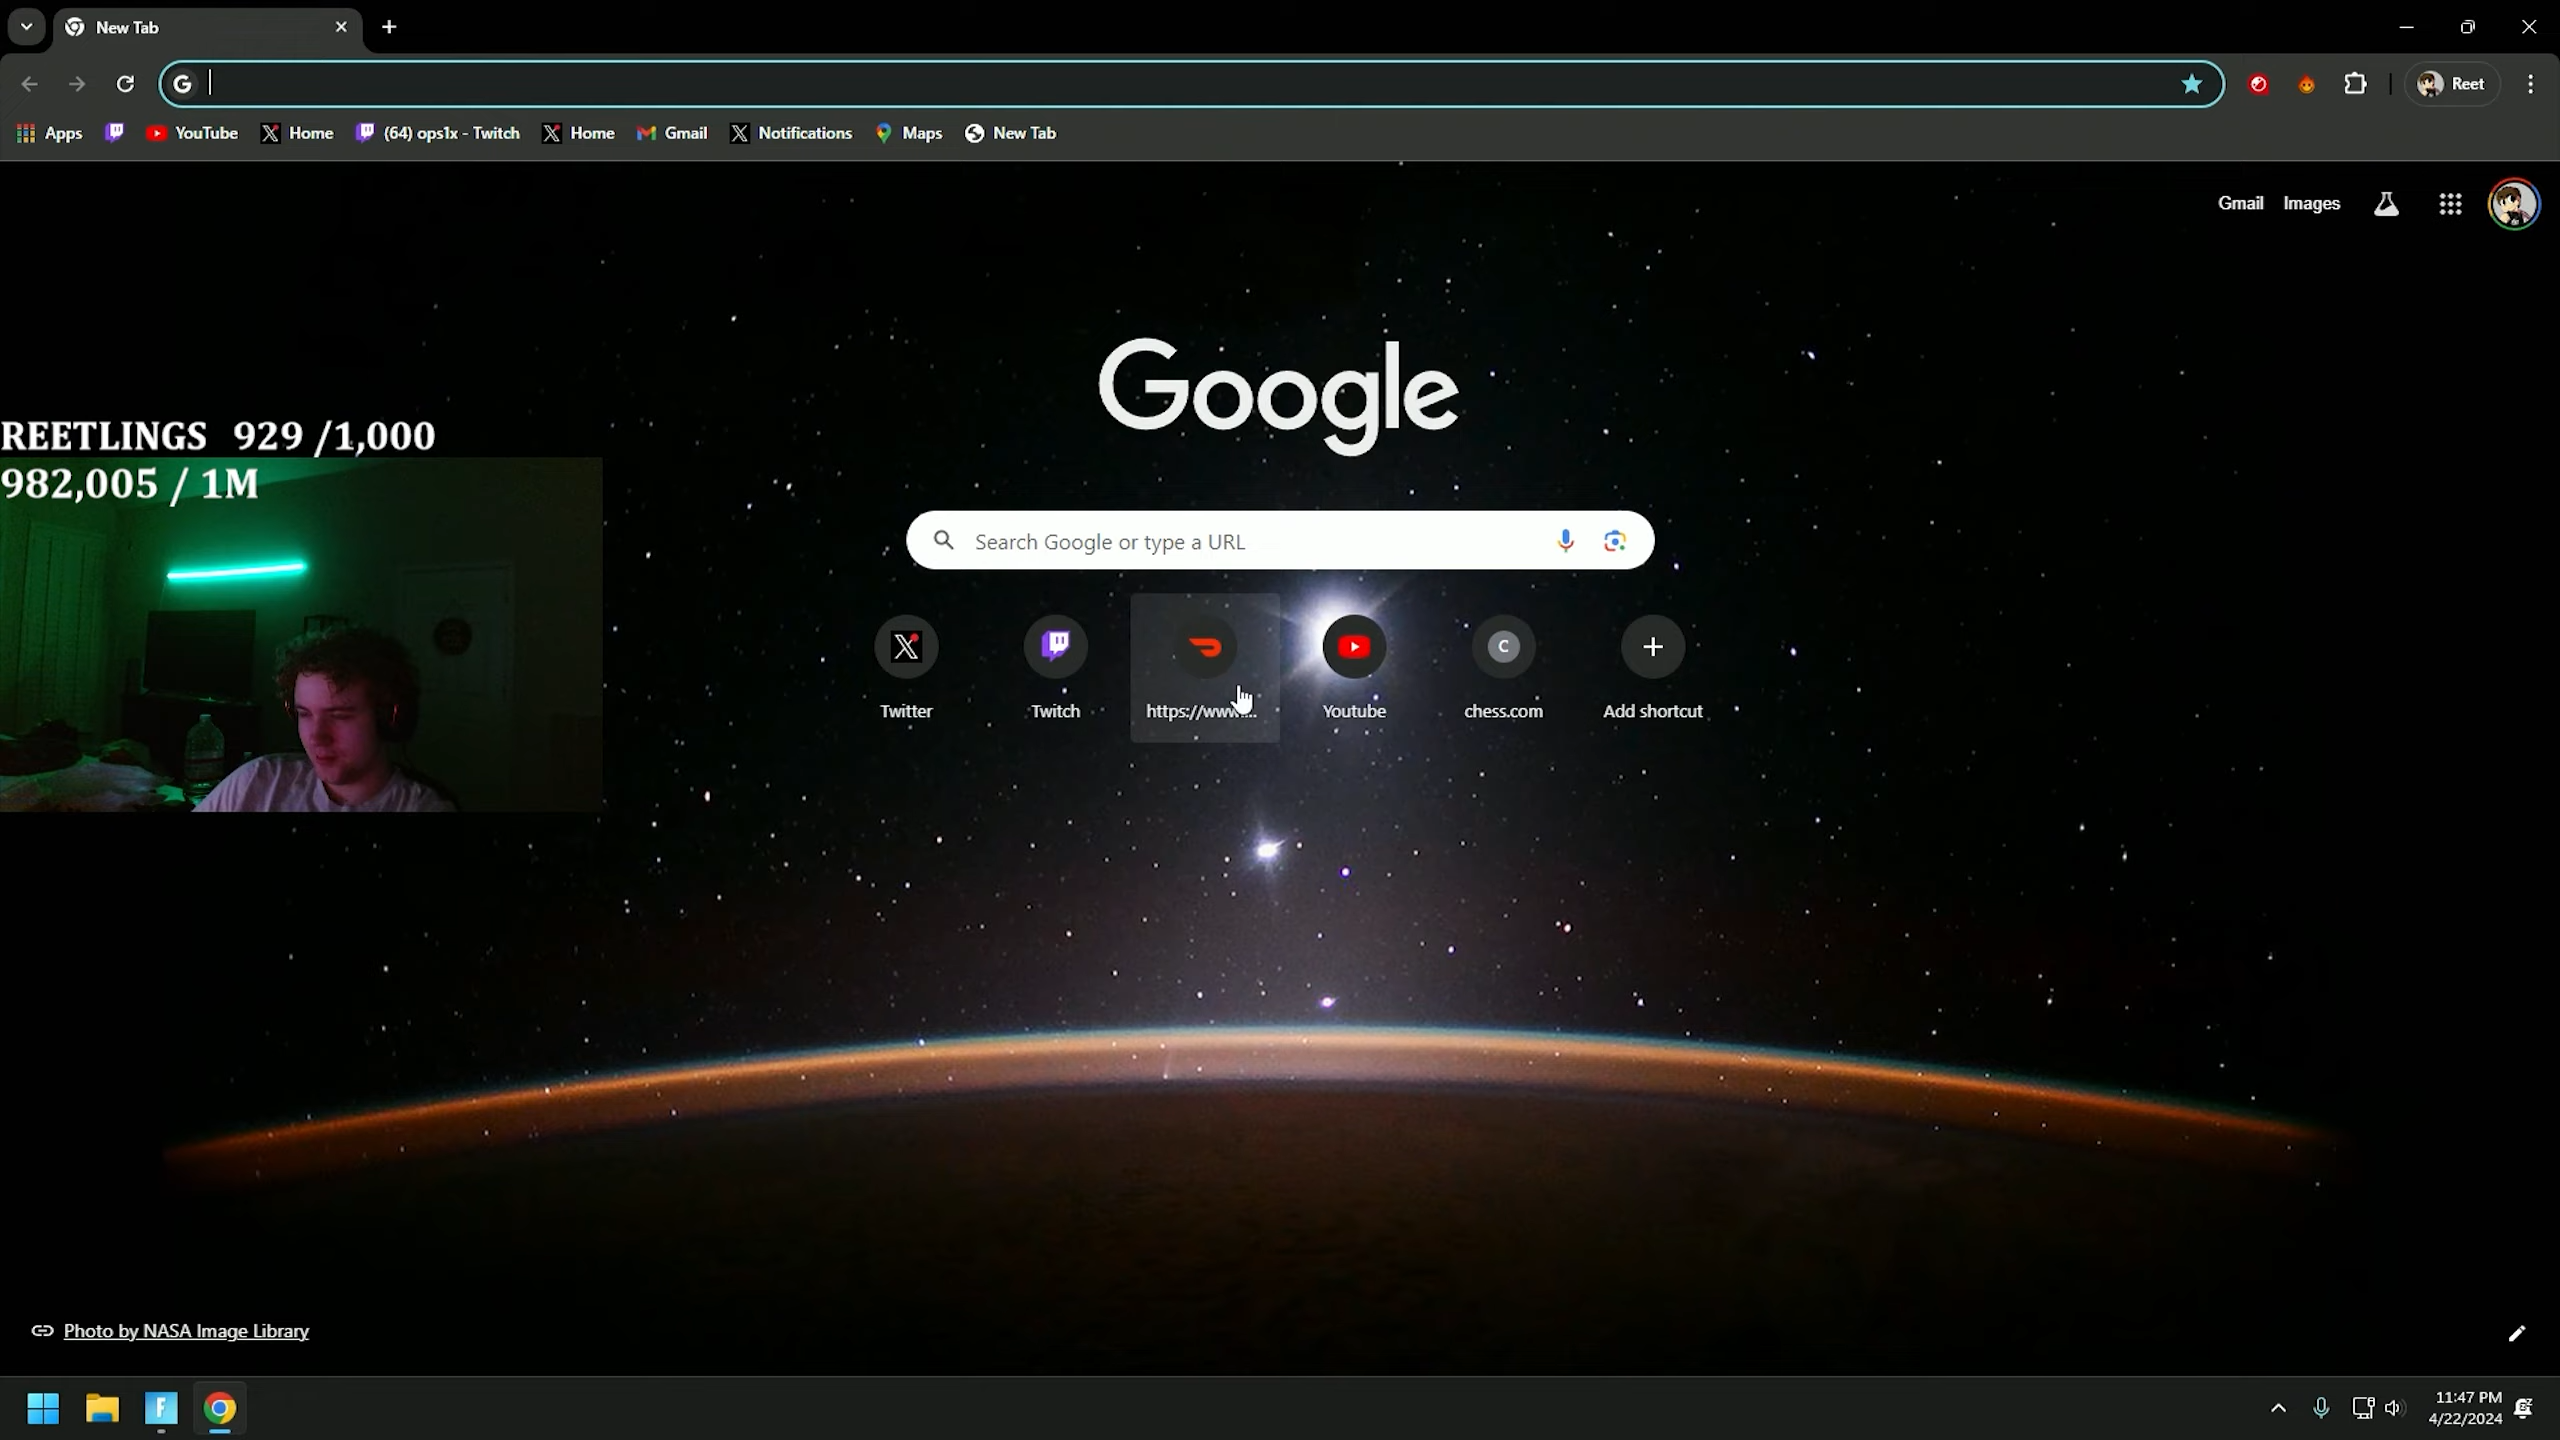 New Tab
Reet
Apps YouTube Home (64) ops1x - Twitch Home Gmail Notifications Maps New Tab
Gmail Images
Google
REETLINGS 929 /1,000
982,005 / 1M
Search Google or type a URL
C
Twitter Twitch https://www.... Youtube chess.com Add shortcut
Photo by NASA Image Library
11:47 PM
4/22/2024